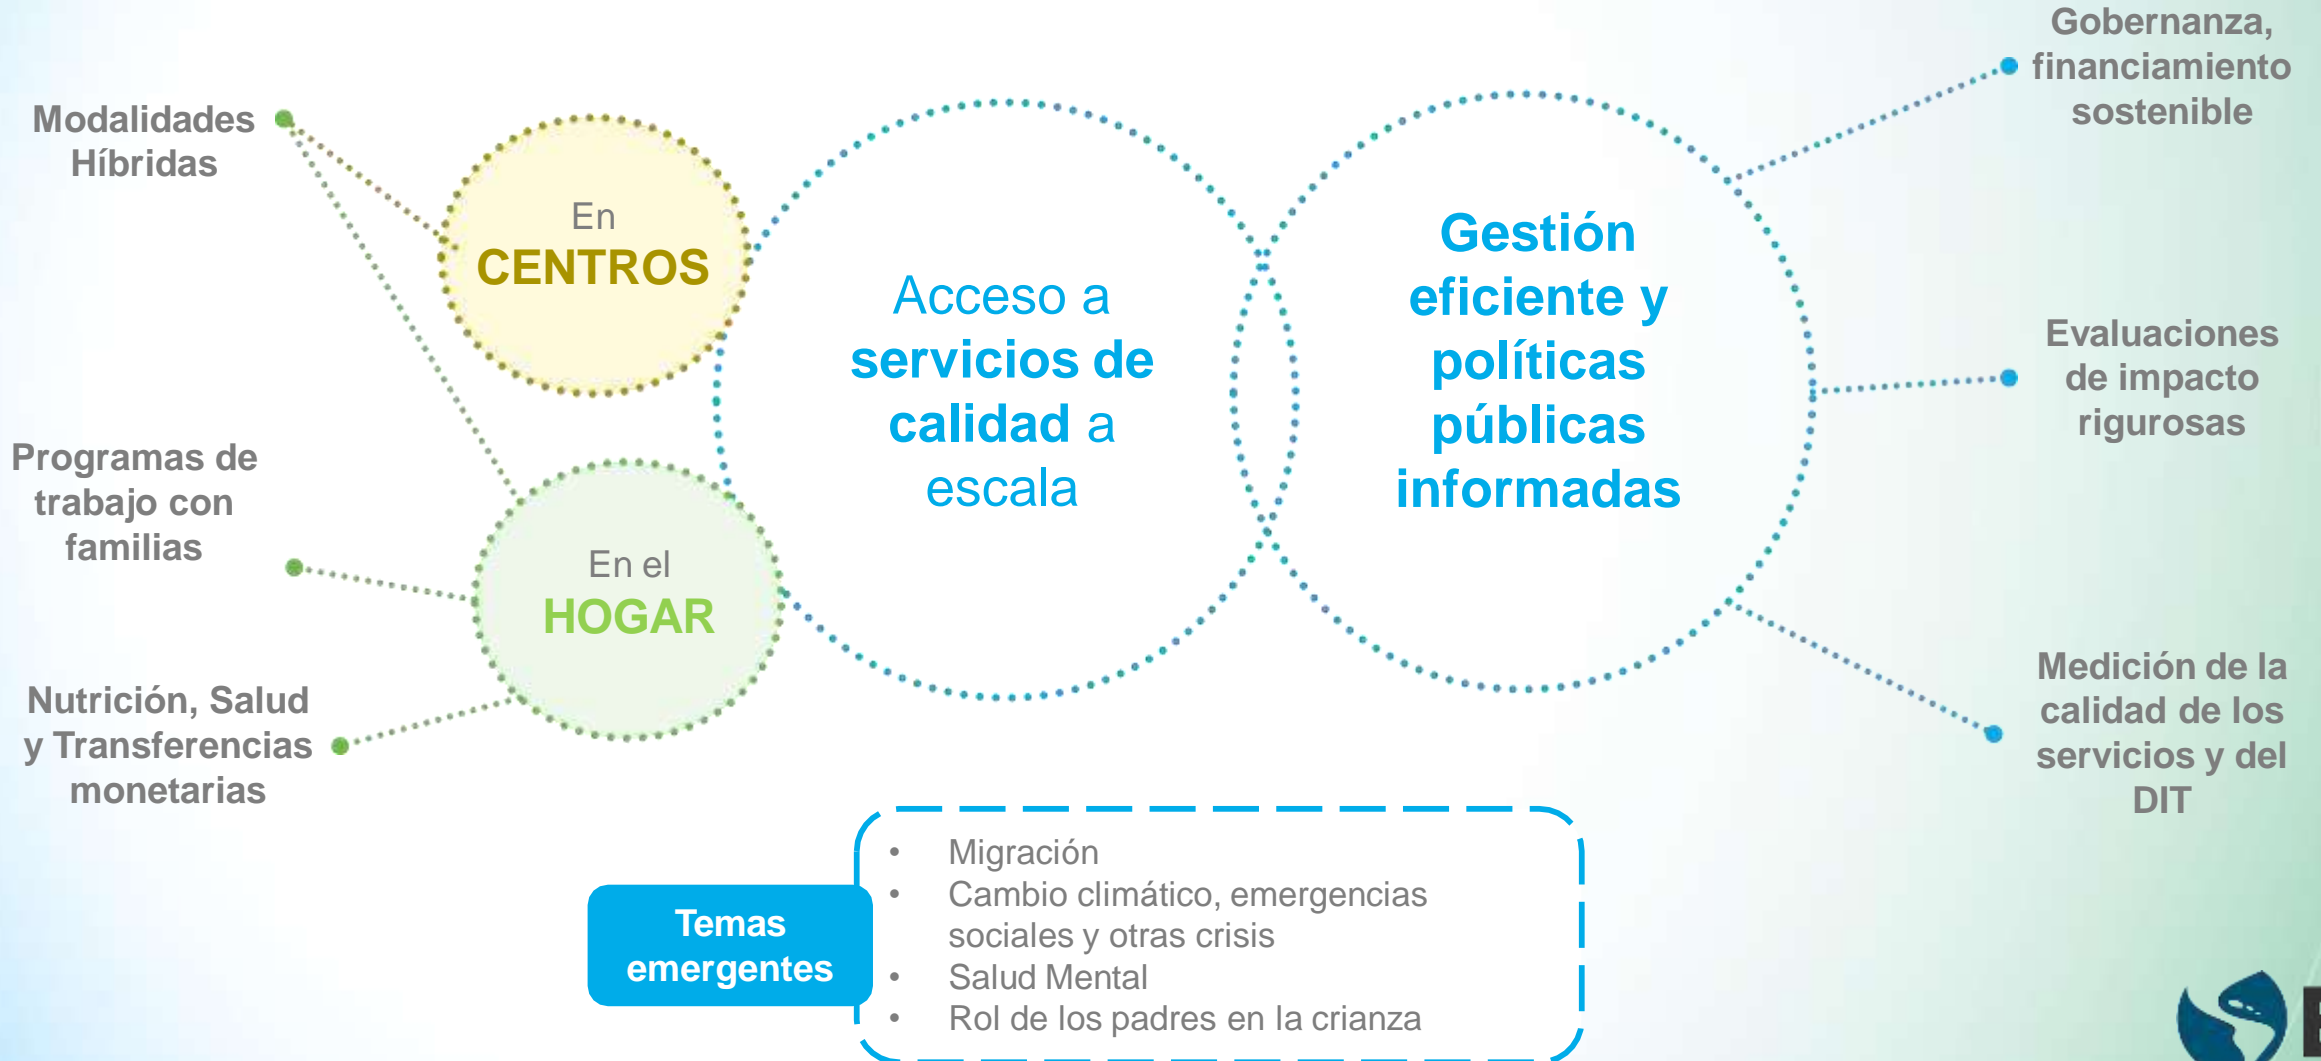 Modalidades
Híbridas
Programas de
trabajo con
familias
Nutrición, Salud
y Transferencias
monetarias
En
CENTROS
En el
HOGAR
Acceso a
servicios de
calidad a
escala
Gestión
eficiente y
políticas
públicas
informadas
Gobernanza,
financiamiento
sostenible
Evaluaciones
de impacto
rigurosas
Medición de la
calidad de los
servicios y del
DIT
Temas
emergentes
• Migración
• Cambio climático, emergencias
sociales y otras crisis
• Salud Mental
• Rol de los padres en la crianza